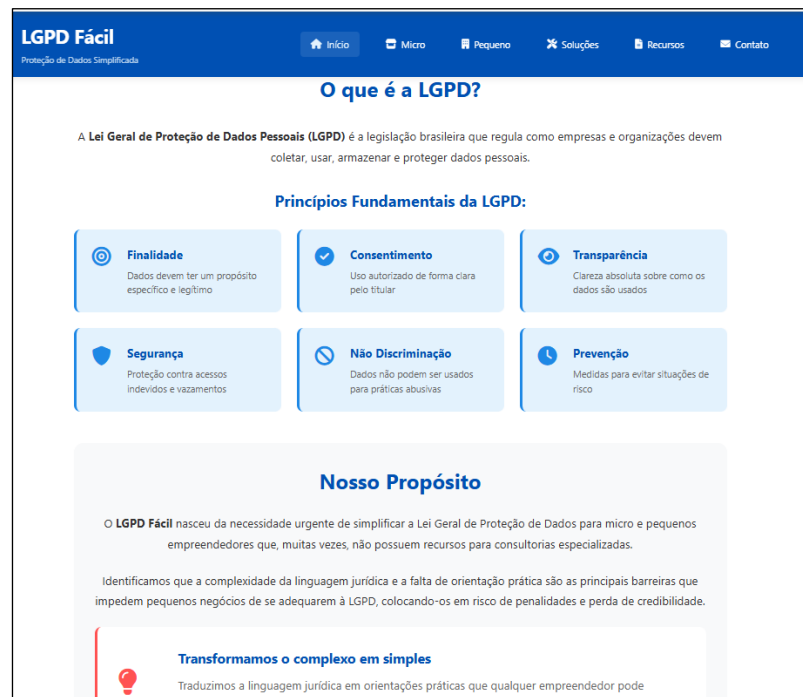 LGPD Fácil
Proteção de Dados Simplificada
Início
Micro
Pequeno
Soluções
Recursos
Contato
O que é a LGPD?
A Lei Geral de Proteção de Dados Pessoais (LGPD) é a legislação brasileira que regula como empresas e organizações devem
coletar, usar, armazenar e proteger dados pessoais.
Princípios Fundamentais da LGPD:
Finalidade
Dados devem ter um propósito
específico e legítimo
Consentimento
Uso autorizado de forma clara
pelo titular
Transparência
Clareza absoluta sobre como os
dados são usados
Segurança
Proteção contra acessos
indevidos e vazamentos
Não Discriminação
Dados não podem ser usados
para práticas abusivas
Prevenção
Medidas para evitar situações de
risco
Nosso Propósito
O LGPD Fácil nasceu da necessidade urgente de simplificar a Lei Geral de Proteção de Dados para micro e pequenos
empreendedores que, muitas vezes, não possuem recursos para consultorias especializadas.
Identificamos que a complexidade da linguagem jurídica e a falta de orientação prática são as principais barreiras que
impedem pequenos negócios de se adequarem à LGPD, colocando-os em risco de penalidades e perda de credibilidade.
Transformamos o complexo em simples
Traduzimos a linguagem jurídica em orientações práticas que qualquer empreendedor pode